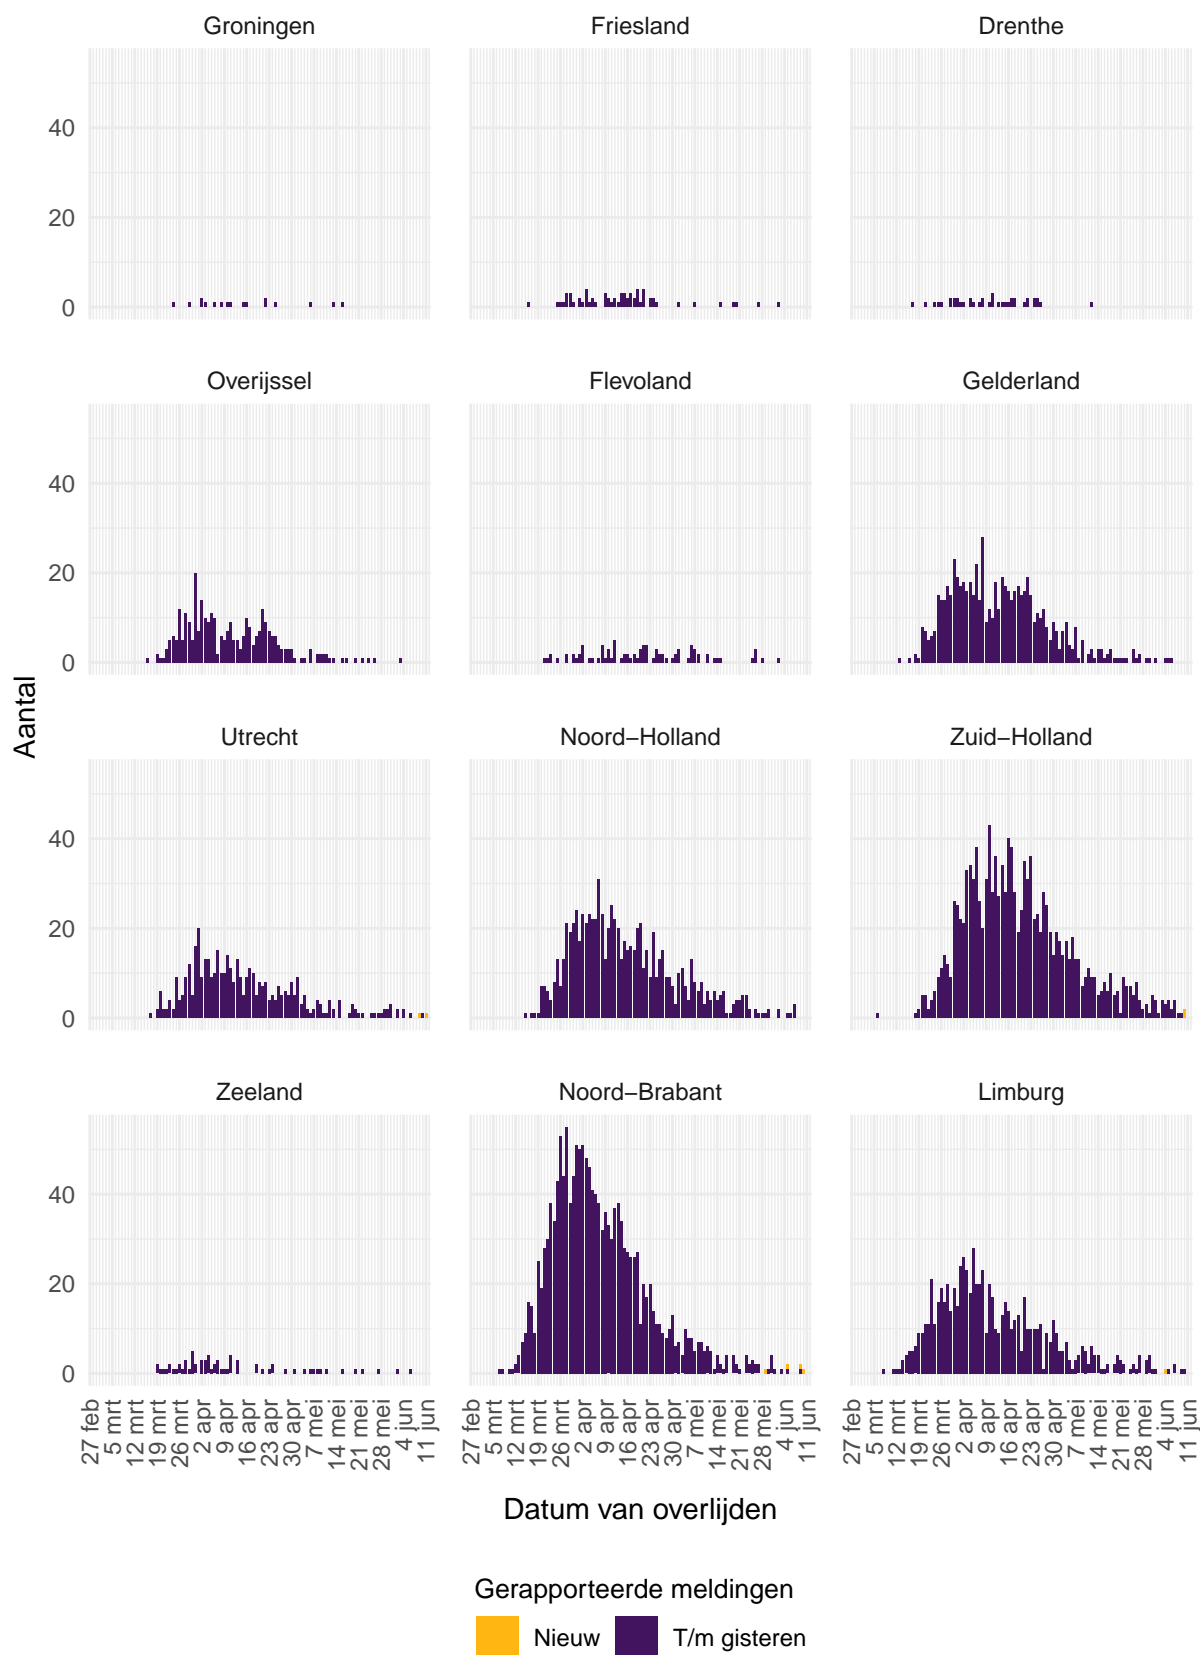 Groningen Friesland Drenthe
40
20
0
Overijssel Flevoland Gelderland
40
20
0
Aantal
Utrecht Noord−Holland Zuid−Holland
40
20
0
Zeeland Noord−Brabant Limburg
40
20
0
27 feb 5 mrt 12 mrt 19 mrt 26 mrt 2 apr 9 apr 16 apr 23 apr 30 apr 7 mei 14 mei 21 mei 28 mei 4 jun 11 jun 27 feb 5 mrt 12 mrt 19 mrt 26 mrt 2 apr 9 apr 16 apr 23 apr 30 apr 7 mei 14 mei 21 mei 28 mei 4 jun 11 jun 27 feb 5 mrt 12 mrt 19 mrt 26 mrt 2 apr 9 apr 16 apr 23 apr 30 apr 7 mei 14 mei 21 mei 28 mei 4 jun 11 jun
Datum van overlijden
Gerapporteerde meldingen
Nieuw T/m gisteren